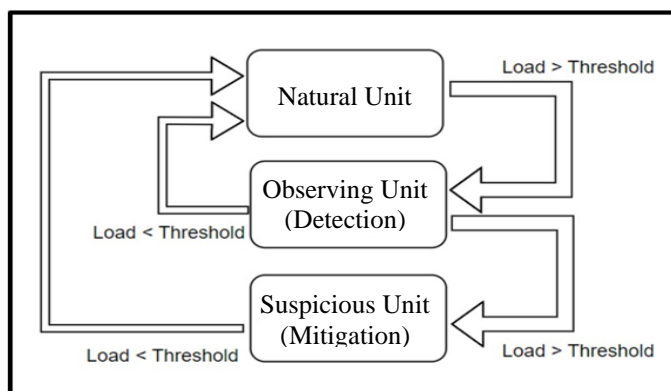 Natural Unit
Load > Threshold
Observing Unit
(Detection)
Load < Threshold
Suspicious Unit
(Mitigation)
Load < Threshold
Load > Threshold